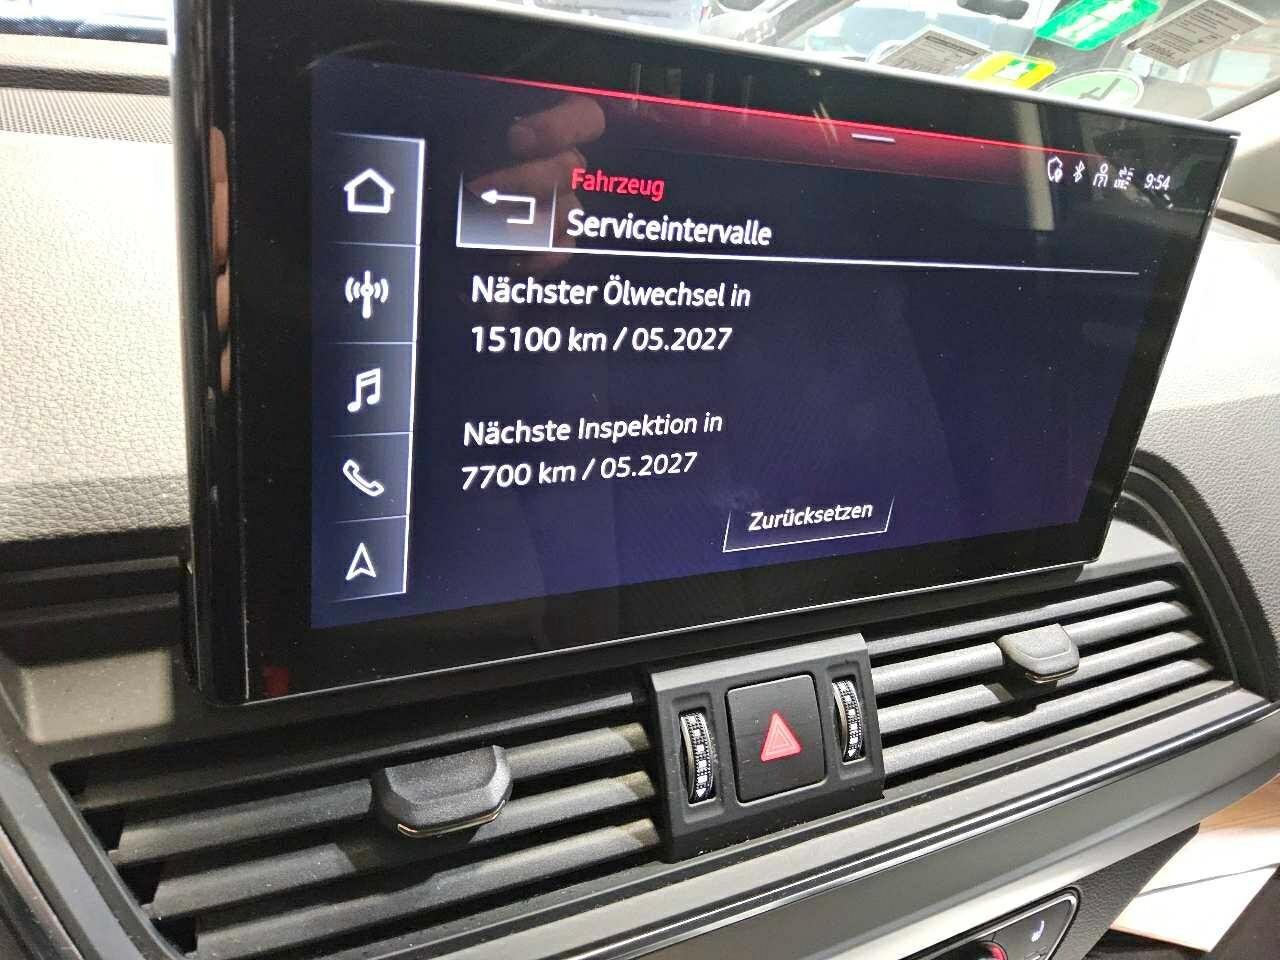 9:54
Fahrzeug
Serviceintervalle
Nächster Ölwechsel in
15100 km / 05.2027
Nächste Inspektion in
7700 km / 05.2027
Zurücksetzen